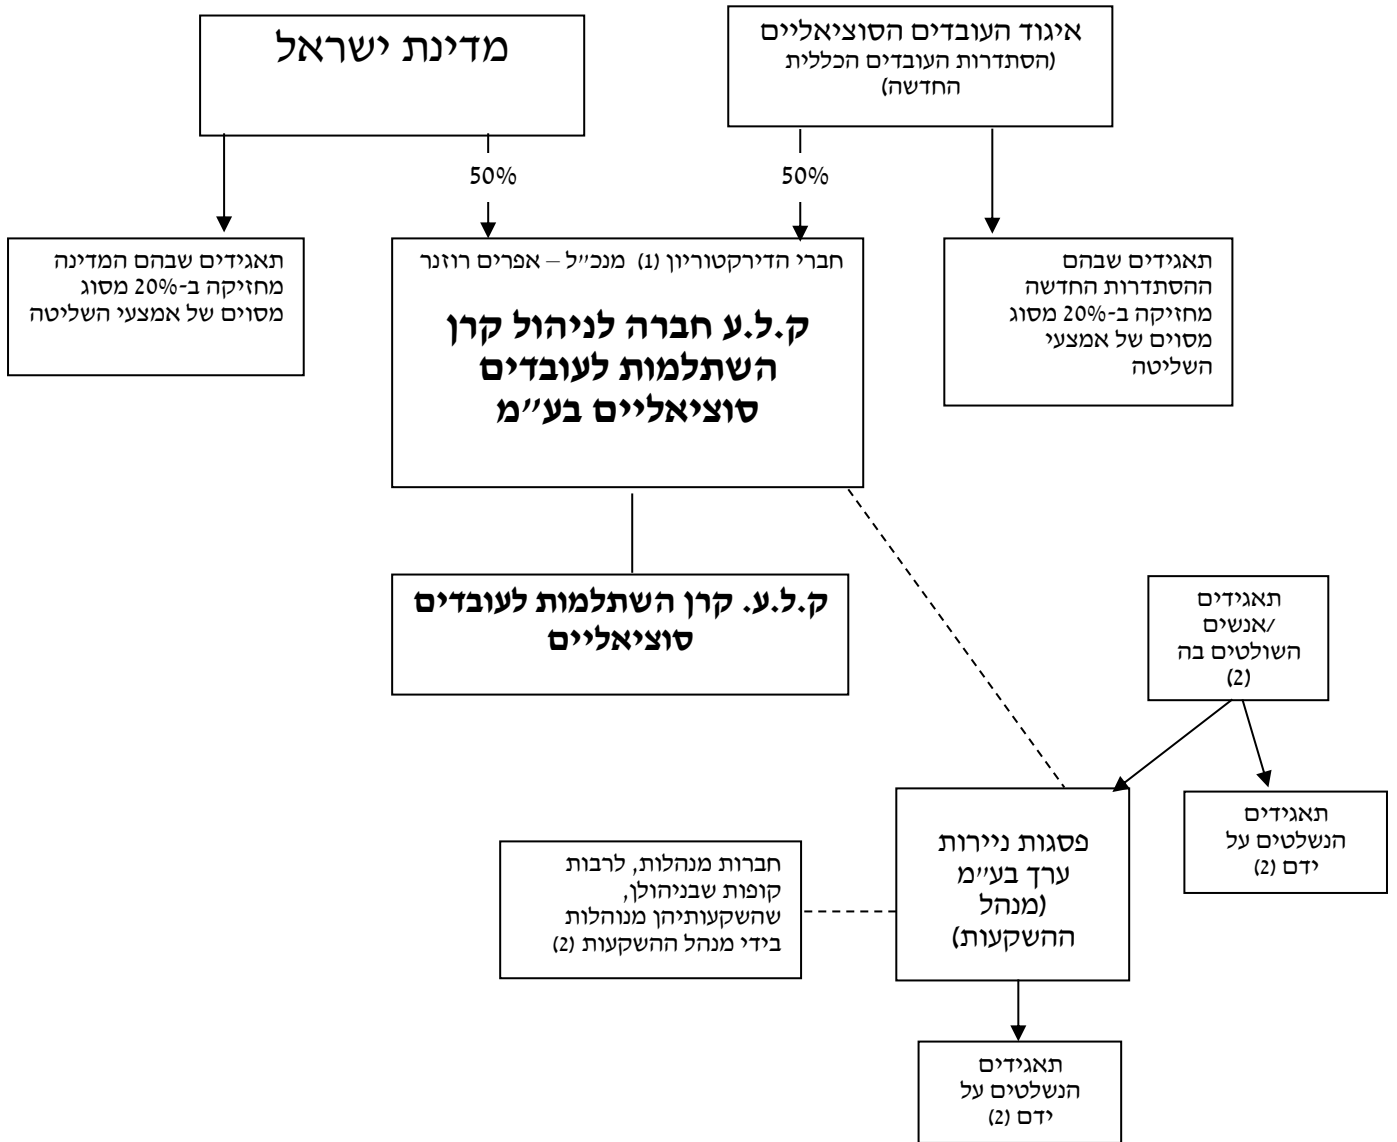 מדינת ישראל
איגוד העובדים הסוציאליים
(הסתדרות העובדים הכללית
החדשה)
50%
50%
תאגידים שבהם המדינה
מחזיקה ב-20% מסוג
מסוים של אמצעי השליטה
חברי הדירקטוריון (1) מנכ״ל – אפרים רוזנר
ק.ל.ע חברה לניהול קרן
השתלמות לעובדים
סוציאליים בע״מ
תאגידים שבהם
ההסתדרות החדשה
מחזיקה ב-20% מסוג
מסוים של אמצעי
השליטה
ק.ל.ע. קרן השתלמות לעובדים
סוציאליים
תאגידים
/אנשים
השולטים בה
(2)
פסגות ניירות
ערך בע״מ
(מנהל
ההשקעות)
תאגידים
הנשלטים על
ידם (2)
חברות מנהלות, לרבות
קופות שבניהולן,
שהשקעותיהן מנוהלות
בידי מנהל ההשקעות (2)
תאגידים
הנשלטים על
ידם (2)